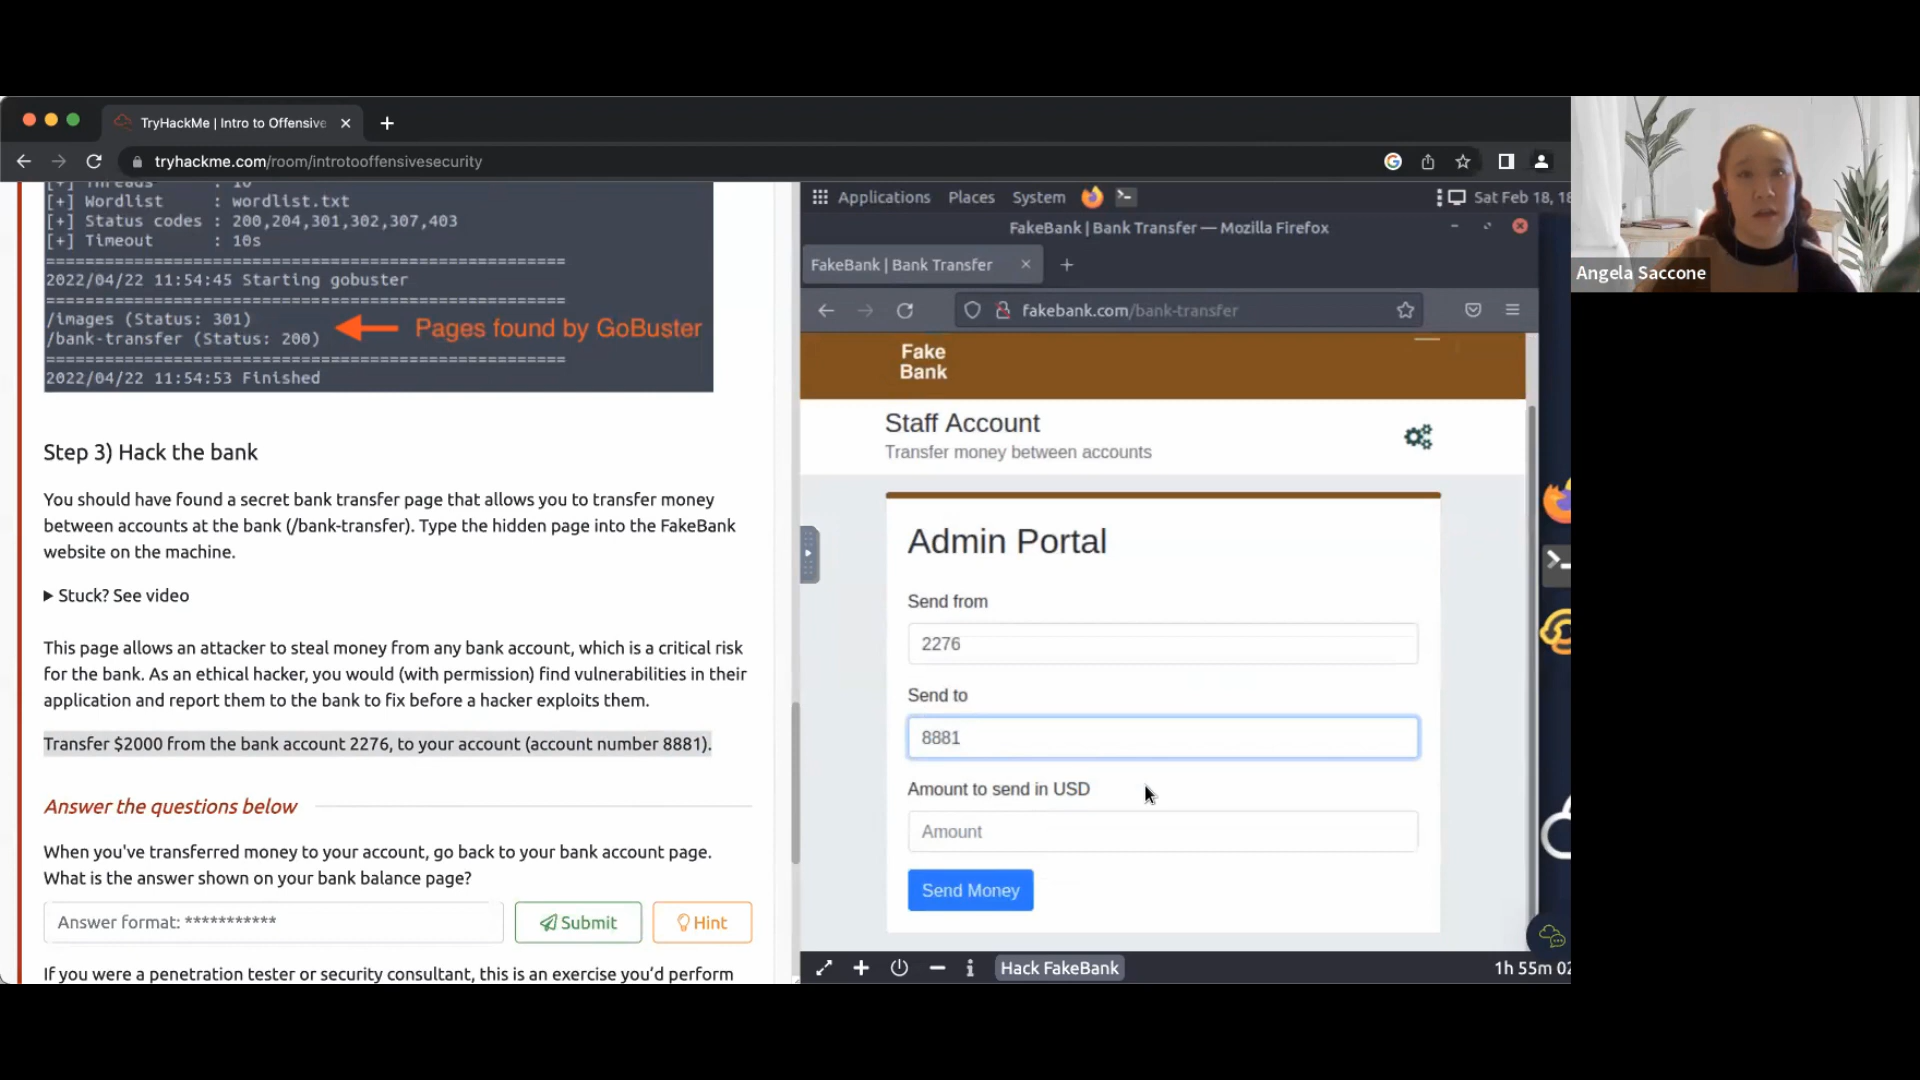 TryHackMe | Intro to Offensive
tryhackme.com/room/introtooffensivesecurity
[+] Threads : 10
[+] Wordlist : wordlist.txt
[+] Status codes : 200,204,301,302,307,403
[+] Timeout : 10s
===============================================================
2022/04/22 11:54:45 Starting gobuster
===============================================================
/images (Status: 301)
/bank-transfer (Status: 200)
Pages found by GoBuster
===============================================================
2022/04/22 11:54:53 Finished
Step 3) Hack the bank
You should have found a secret bank transfer page that allows you to transfer money
between accounts at the bank (/bank-transfer). Type the hidden page into the FakeBank
website on the machine.
Stuck? See video
This page allows an attacker to steal money from any bank account, which is a critical risk
for the bank. As an ethical hacker, you would (with permission) find vulnerabilities in their
application and report them to the bank to fix before a hacker exploits them.
Transfer $2000 from the bank account 2276, to your account (account number 8881).
Answer the questions below
When you've transferred money to your account, go back to your bank account page.
What is the answer shown on your bank balance page?
Answer format: ***********
Submit
Hint
If you were a penetration tester or security consultant, this is an exercise you'd perform
Applications Places System
Sat Feb 18, 18
FakeBank | Bank Transfer — Mozilla Firefox
FakeBank | Bank Transfer
fakebank.com/bank-transfer
Fake
Bank
Staff Account
Transfer money between accounts
Admin Portal
Send from
2276
Send to
8881
Amount to send in USD
Amount
Send Money
Hack FakeBank
1h 55m 02
Angela Saccone